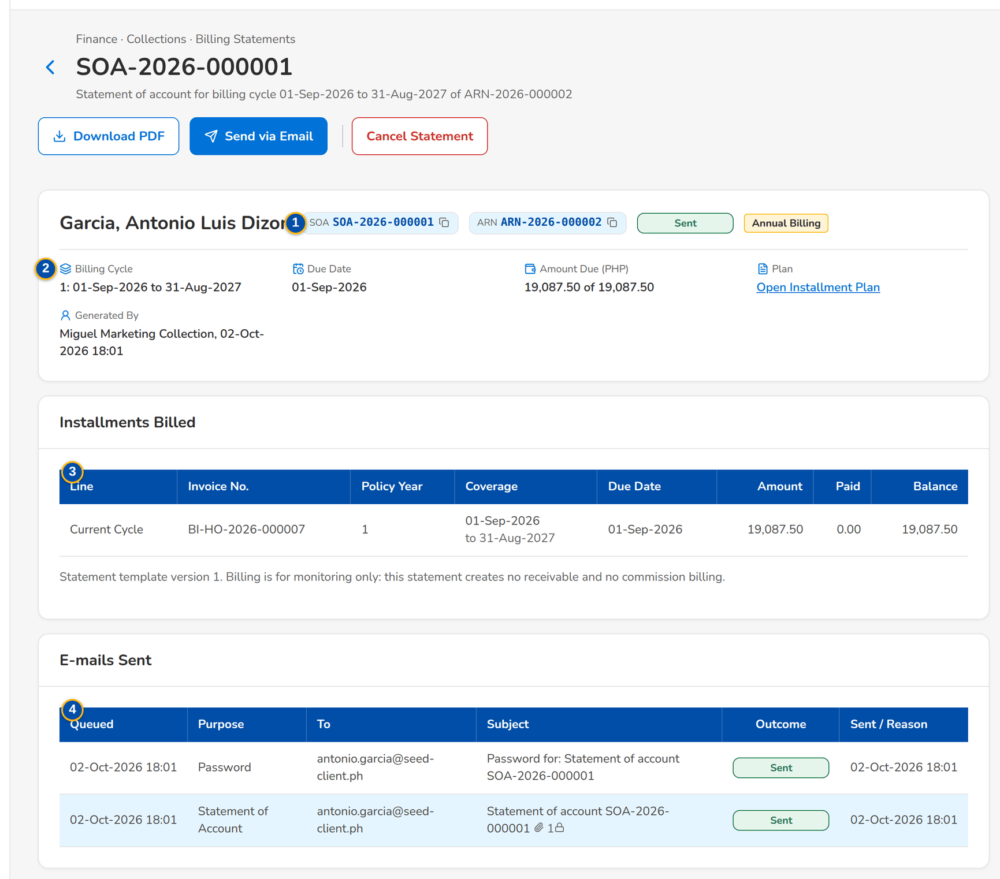 Finance · Collections · Billing Statements
SOA-2026-000001
Statement of account for billing cycle 01-Sep-2026 to 31-Aug-2027 of ARN-2026-000002
Download PDF
Send via Email
Cancel Statement
Garcia, Antonio Luis Dizon
1
SOA SOA-2026-000001
ARN ARN-2026-000002
Sent
Annual Billing
2
Billing Cycle
1: 01-Sep-2026 to 31-Aug-2027
Due Date
01-Sep-2026
Amount Due (PHP)
19,087.50 of 19,087.50
Plan
Open Installment Plan
Generated By
Miguel Marketing Collection, 02-Oct-
2026 18:01
Installments Billed
3
Line Invoice No. Policy Year Coverage Due Date Amount Paid Balance
Current Cycle BI-HO-2026-000007 1 01-Sep-2026 01-Sep-2026 19,087.50 0.00 19,087.50
to 31-Aug-2027
Statement template version 1. Billing is for monitoring only: this statement creates no receivable and no commission billing.
E-mails Sent
4
Queued Purpose To Subject Outcome Sent / Reason
02-Oct-2026 18:01 Password antonio.garcia@seed- Password for: Statement of account Sent 02-Oct-2026 18:01
client.ph SOA-2026-000001
02-Oct-2026 18:01 Statement of antonio.garcia@seed- Statement of account SOA-2026- Sent 02-Oct-2026 18:01
Account client.ph 000001 1